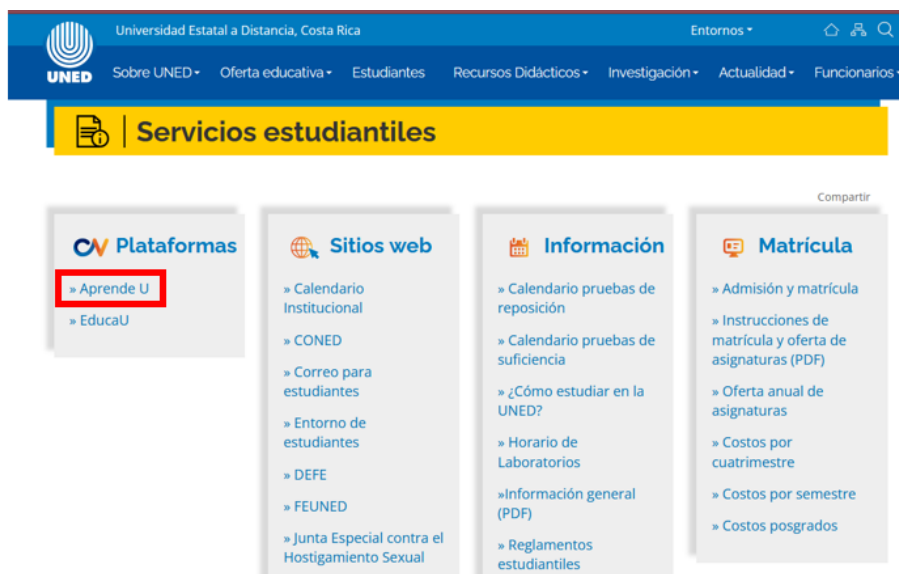 Universidad Estatal a Distancia, Costa Rica
Entornos
UNED
Sobre UNED
Oferta educativa
Estudiantes
Recursos Didácticos
Investigación
Actualidad
Funcionarios
Servicios estudiantiles
Compartir
Plataformas
» Aprende U
» EducaU
Sitios web
» Calendario
Institucional
» CONED
» Correo para
estudiantes
» Entorno de
estudiantes
» DEFE
» FEUNED
» Junta Especial contra el
Hostigamiento Sexual
Información
» Calendario pruebas de
reposición
» Calendario pruebas de
suficiencia
» ¿Cómo estudiar en la
UNED?
» Horario de
Laboratorios
»Información general
(PDF)
» Reglamentos
estudiantiles
Matrícula
» Admisión y matrícula
» Instrucciones de
matrícula y oferta de
asignaturas (PDF)
» Oferta anual de
asignaturas
» Costos por
cuatrimestre
» Costos por semestre
» Costos posgrados